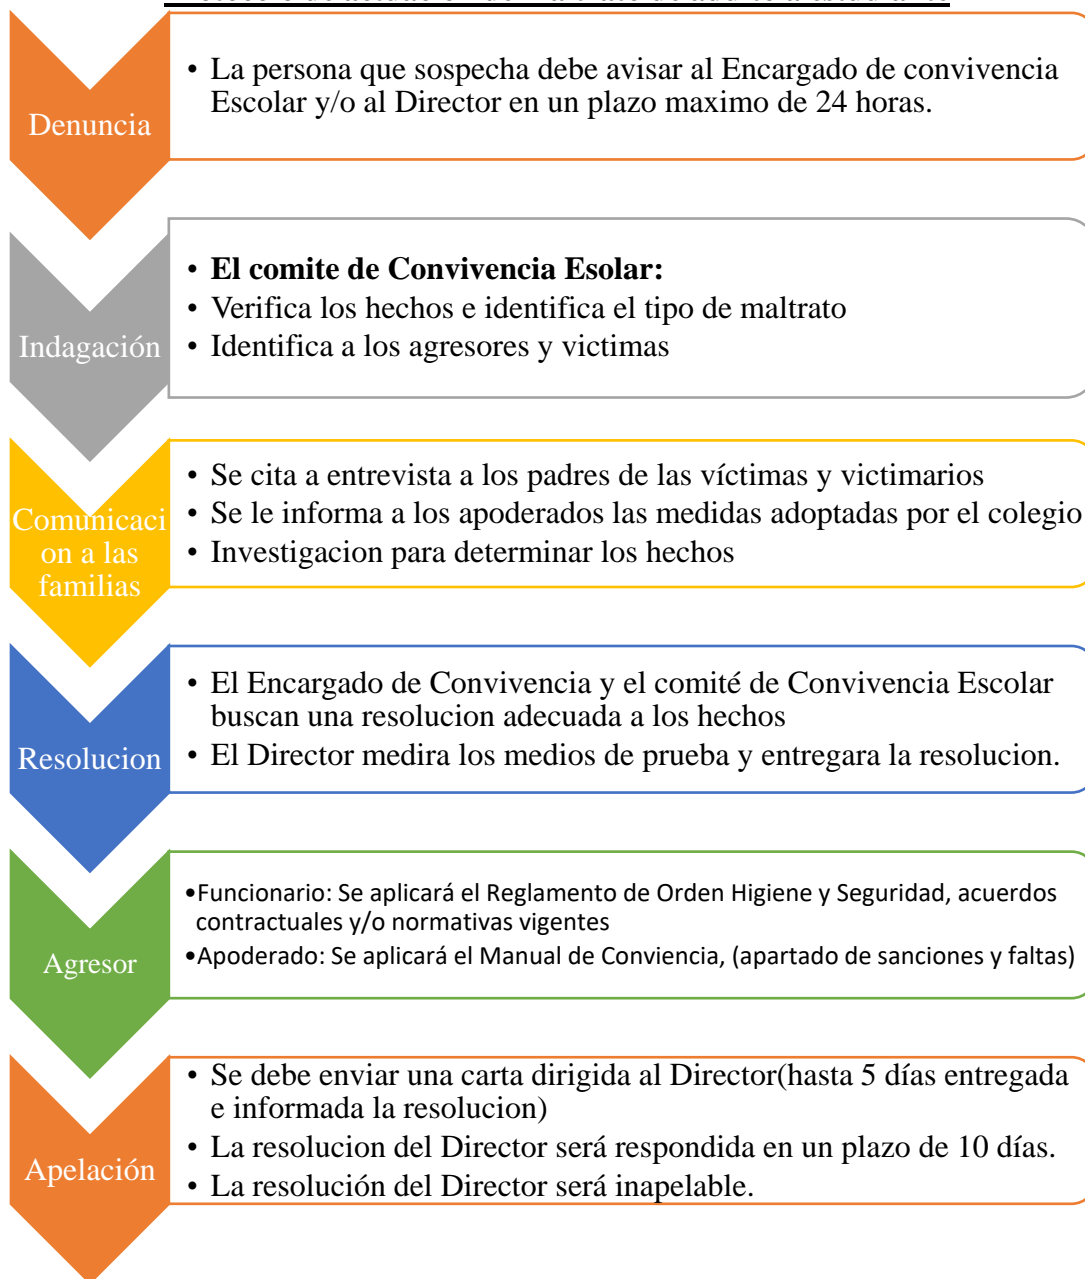 Denuncia
• La persona que sospecha debe avisar al Encargado de convivencia
Escolar y/o al Director en un plazo maximo de 24 horas.
Indagación
• El comite de Convivencia Esolar:
• Verifica los hechos e identifica el tipo de maltrato
• Identifica a los agresores y victimas
Comunicaci
on a las
familias
• Se cita a entrevista a los padres de las víctimas y victimarios
• Se le informa a los apoderados las medidas adoptadas por el colegio
• Investigacion para determinar los hechos
Resolucion
• El Encargado de Convivencia y el comité de Convivencia Escolar
buscan una resolucion adecuada a los hechos
• El Director medira los medios de prueba y entregara la resolucion.
Agresor
•Funcionario: Se aplicará el Reglamento de Orden Higiene y Seguridad, acuerdos
contractuales y/o normativas vigentes
•Apoderado: Se aplicará el Manual de Conviencia, (apartado de sanciones y faltas)
Apelación
• Se debe enviar una carta dirigida al Director(hasta 5 días entregada
e informada la resolucion)
• La resolucion del Director será respondida en un plazo de 10 días.
• La resolución del Director será inapelable.